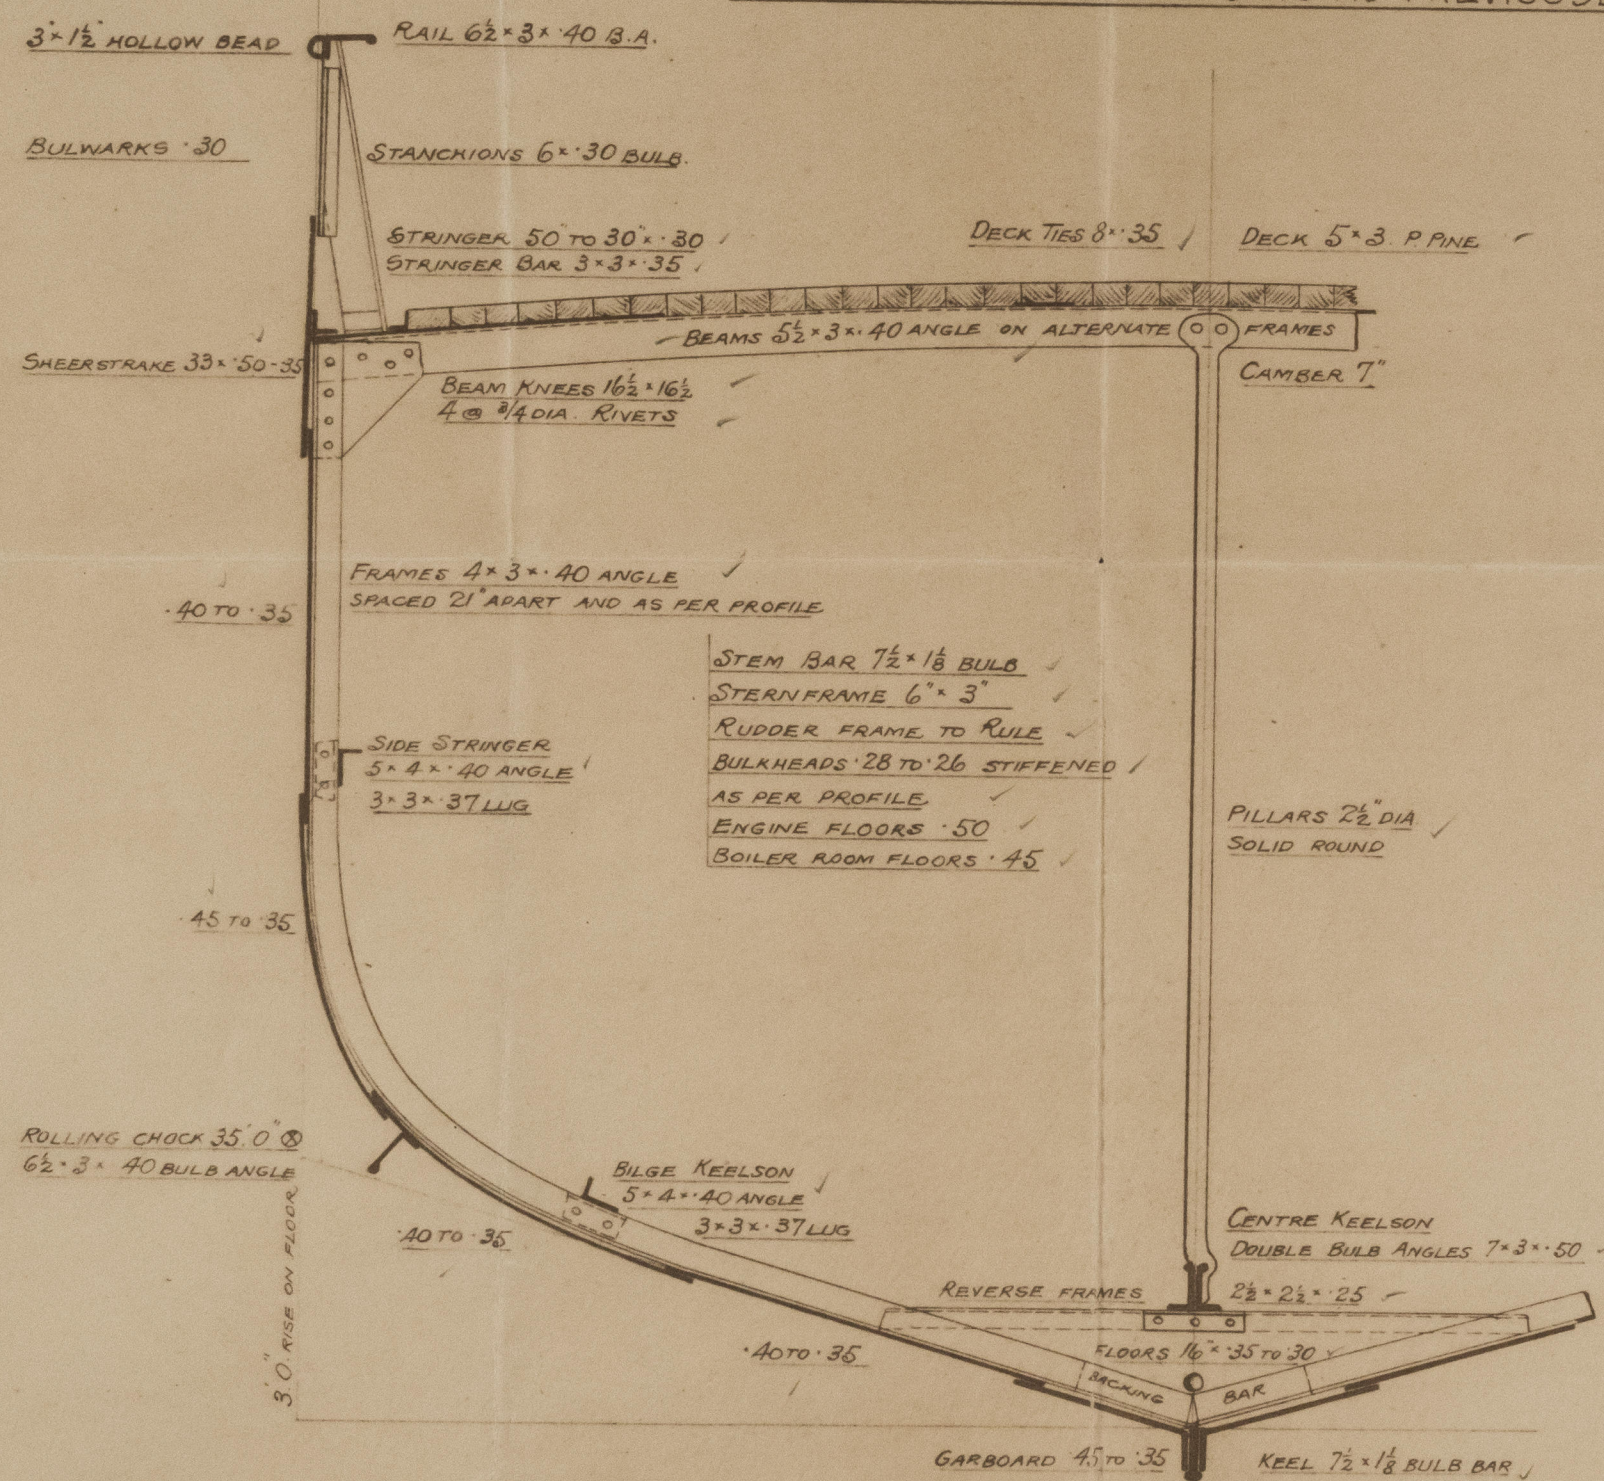 3" × 1½" HOLLOW BEAD
RAIL 6½ × 3 × ·40 B.A.
BULWARKS ·30
STANCHIONS 6 × ·30 BULB.
STRINGER 50" TO 30" × ·30
STRINGER BAR 3 × 3 × ·35
DECK TIES 8 × ·35
DECK 5 × 3 P. PINE
BEAMS 5½ × 3 × ·40 ANGLE ON ALTERNATE FRAMES
SHEERSTRAKE 33 × ·50-35
CAMBER 7"
BEAM KNEES 16½ × 16½
4 @ 3/4 DIA. RIVETS
FRAMES 4 × 3 × ·40 ANGLE
SPACED 21" APART AND AS PER PROFILE
·40 TO ·35
STEM BAR 7½ × 1⅛ BULB
STERNFRAME 6" × 3"
RUDDER FRAME TO RULE
BULKHEADS ·28 TO ·26 STIFFENED
AS PER PROFILE
ENGINE FLOORS ·50
BOILER ROOM FLOORS ·45
SIDE STRINGER
5 × 4 × ·40 ANGLE
3 × 3 × ·37 LUG
PILLARS 2½" DIA
SOLID ROUND
·45 TO ·35
ROLLING CHOCK 35'.0" ⊗
6½ × 3 × ·40 BULB ANGLE
BILGE KEELSON
5 × 4 × ·40 ANGLE
3 × 3 × ·37 LUG
·40 TO ·35
CENTRE KEELSON
DOUBLE BULB ANGLES 7 × 3 × ·50
REVERSE FRAMES 2½ × 2½ × ·25
3'.0" RISE ON FLOOR
·40 TO ·35
FLOORS 16" × ·35 TO ·30
BACKING BAR
GARBOARD ·45 TO ·35
KEEL 7½ × 1⅛ BULB BAR